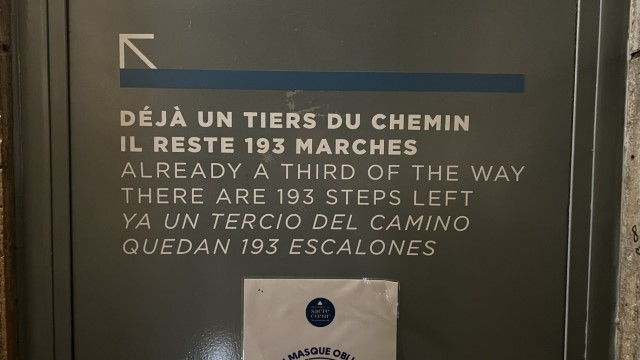 DÉJÀ UN TIERS DU CHEMIN
IL RESTE 193 MARCHES
ALREADY A THIRD OF THE WAY
THERE ARE 193 STEPS LEFT
YA UN TERCIO DEL CAMINO
QUEDAN 193 ESCALONES
sacré
cœur
MASQUE